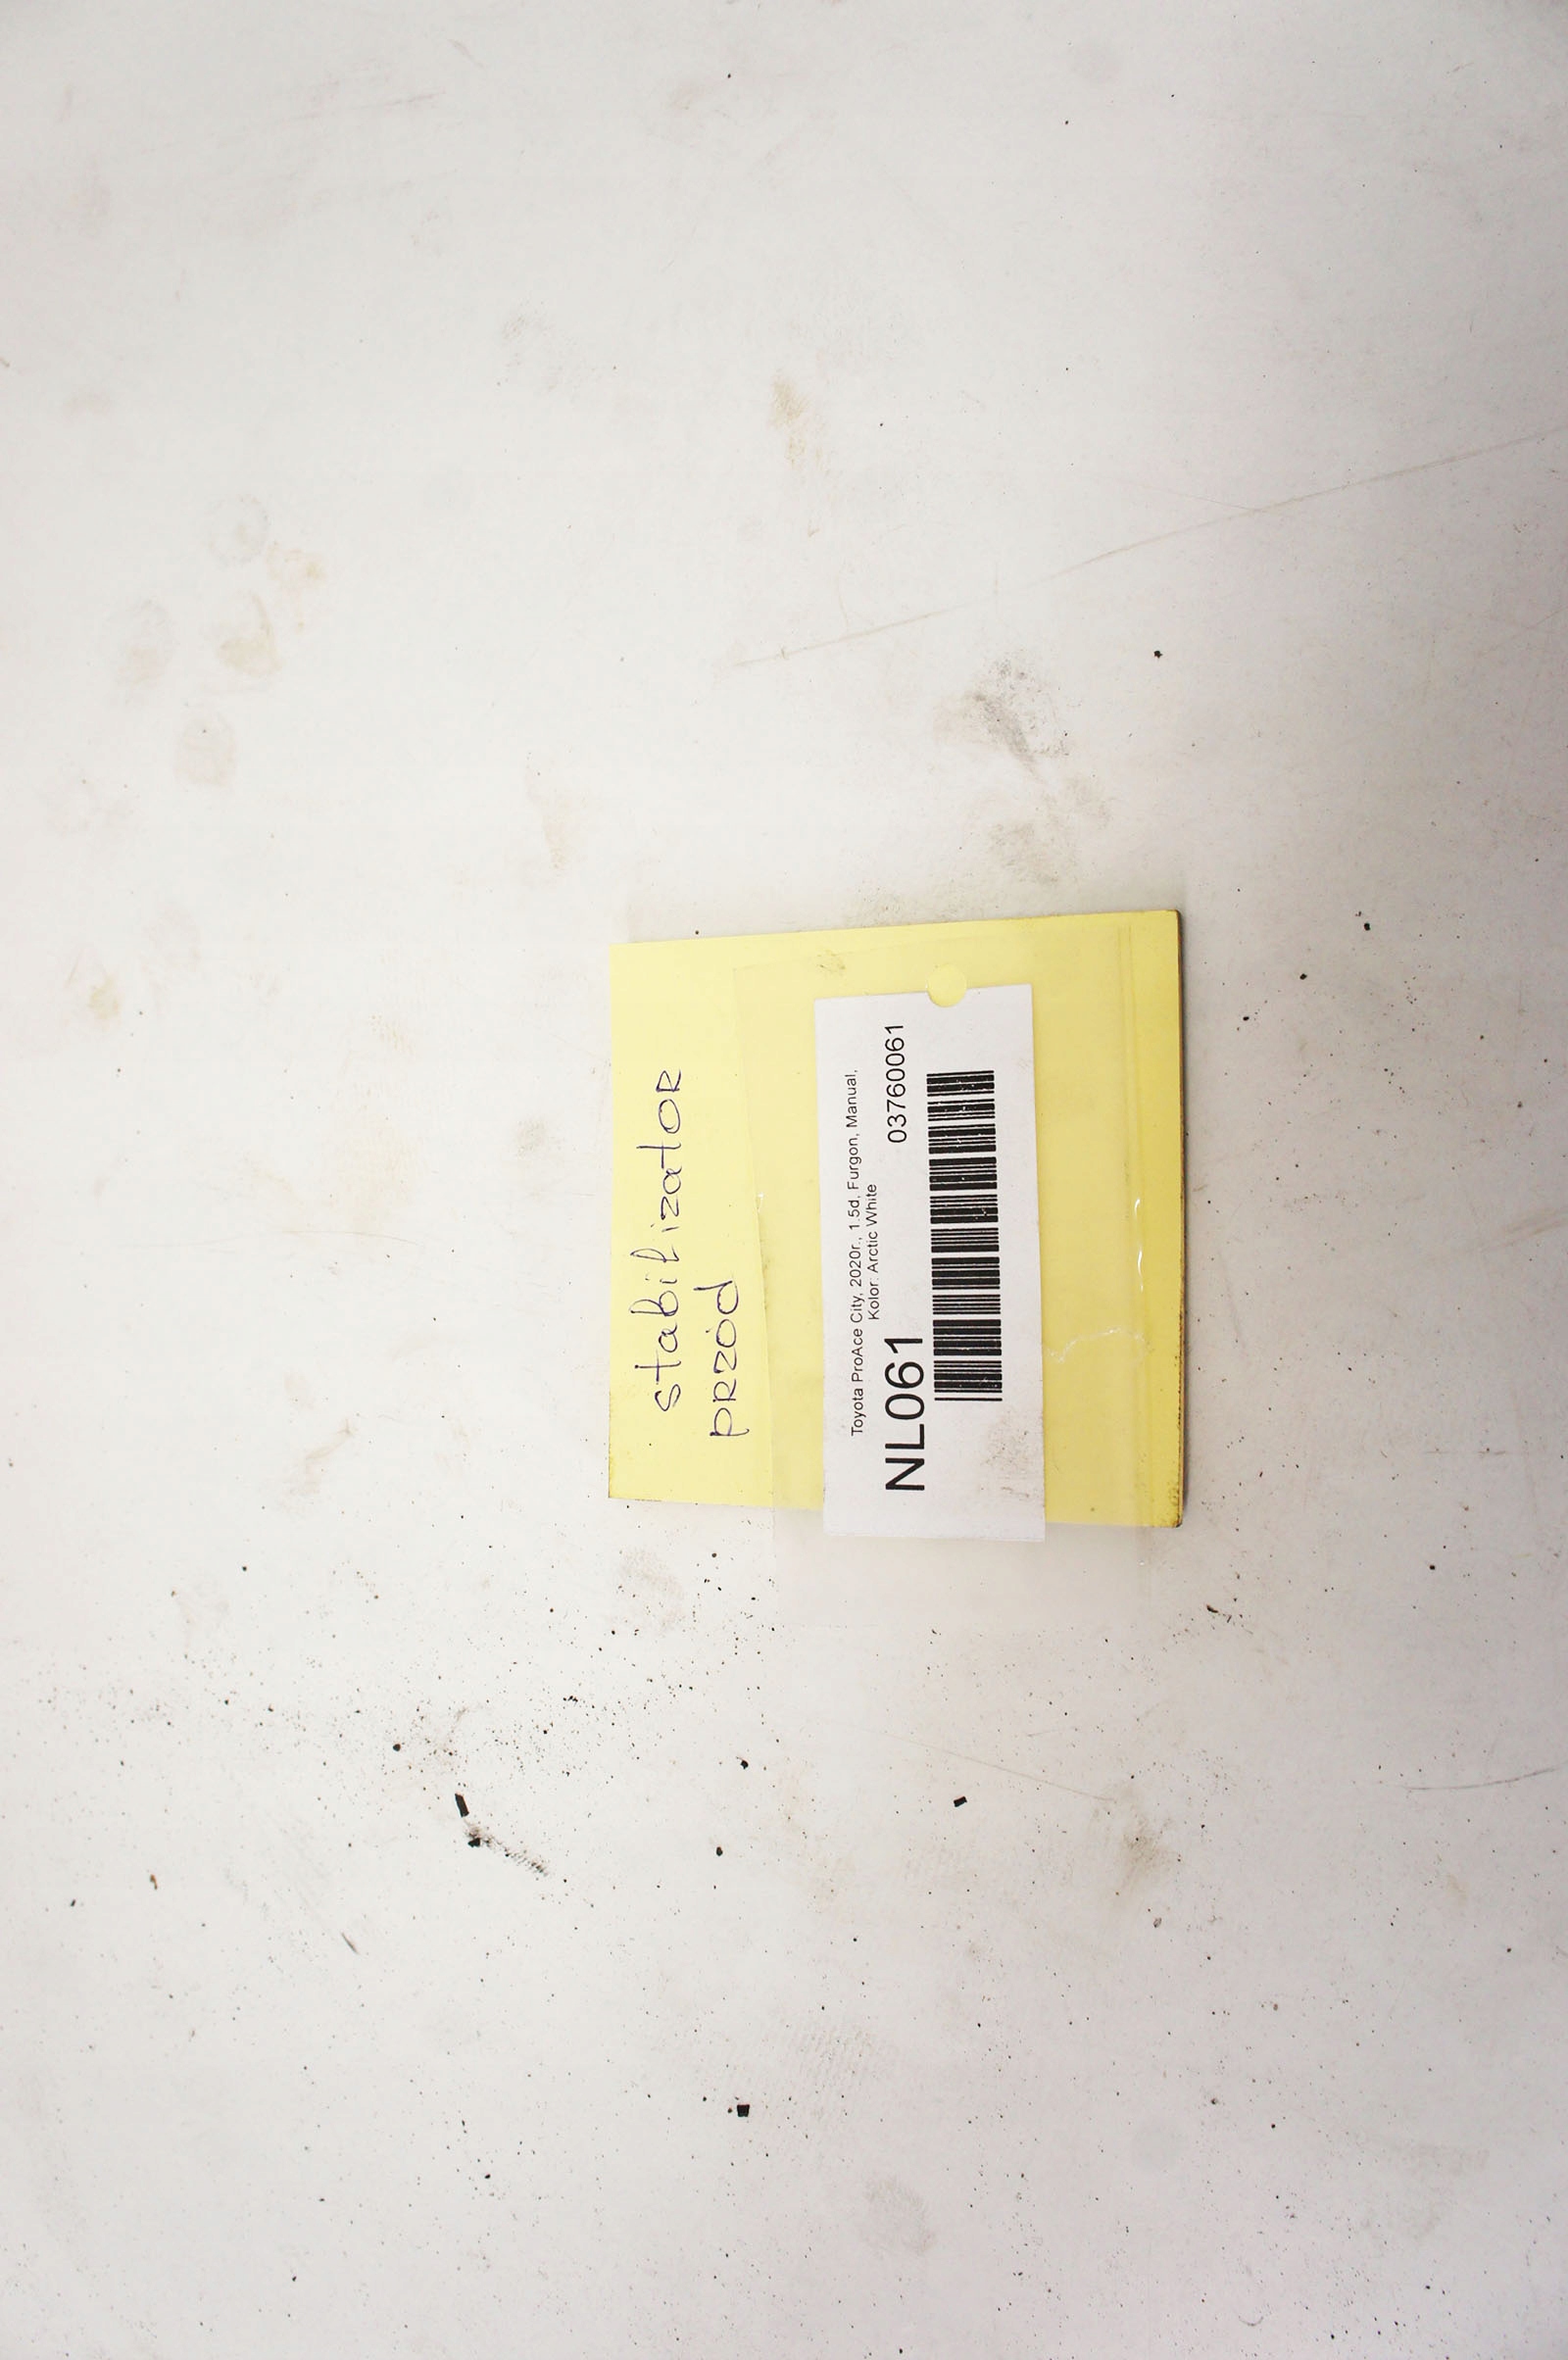 stabilizator
przód
Toyota ProAce City, 2020r., 1.5d, Furgon, Manual,
Kolor: Arctic White
NL061 03760061